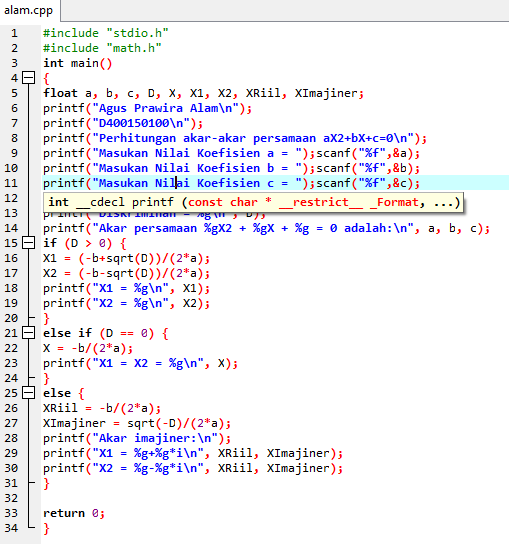 alam.cpp
1 #include "stdio.h"
2 #include "math.h"
3 int main()
4 {
5 float a, b, c, D, X, X1, X2, XRiil, XImajiner;
6 printf("Agus Prawira Alam\n");
7 printf("D400150100\n");
8 printf("Perhitungan akar-akar persamaan aX2+bX+c=0\n");
9 printf("Masukan Nilai Koefisien a = ");scanf("%f",&a);
10 printf("Masukan Nilai Koefisien b = ");scanf("%f",&b);
11 printf("Masukan Nilai Koefisien c = ");scanf("%f",&c);
12 int __cdecl printf (const char * __restrict__ _Format, ...)
13 printf("Diskriminan = %g\n", D);
14 printf("Akar persamaan %gX2 + %gX + %g = 0 adalah:\n", a, b, c);
15 if (D > 0) {
16 X1 = (-b+sqrt(D))/(2*a);
17 X2 = (-b-sqrt(D))/(2*a);
18 printf("X1 = %g\n", X1);
19 printf("X2 = %g\n", X2);
20 }
21 else if (D == 0) {
22 X = -b/(2*a);
23 printf("X1 = X2 = %g\n", X);
24 }
25 else {
26 XRiil = -b/(2*a);
27 XImajiner = sqrt(-D)/(2*a);
28 printf("Akar imajiner:\n");
29 printf("X1 = %g+%g*i\n", XRiil, XImajiner);
30 printf("X2 = %g-%g*i\n", XRiil, XImajiner);
31 }
32
33 return 0;
34 }